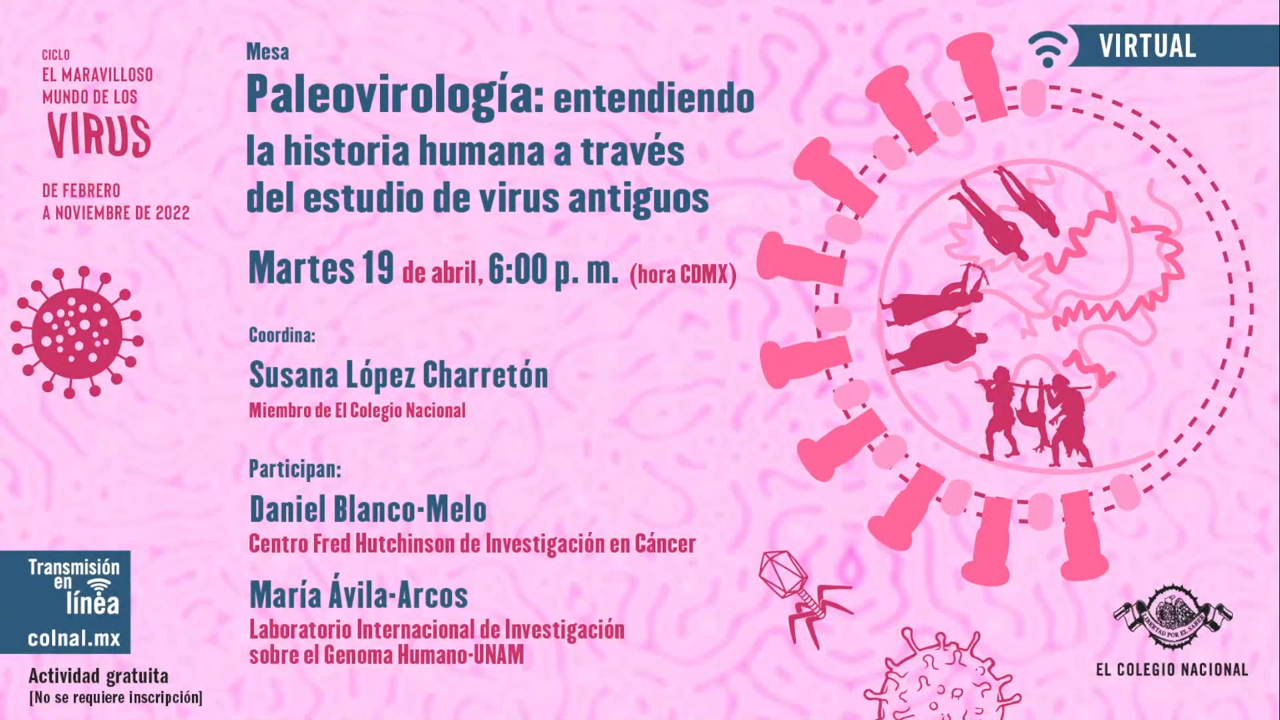 CICLO
EL MARAVILLOSO
MUNDO DE LOS
VIRUS
DE FEBRERO
A NOVIEMBRE DE 2022
Mesa
Paleovirología: entendiendo
la historia humana a través
del estudio de virus antiguos
Martes 19 de abril, 6:00 p. m. (hora CDMX)
Coordina:
Susana López Charretón
Miembro de El Colegio Nacional
Participan:
Daniel Blanco-Melo
Centro Fred Hutchinson de Investigación en Cáncer
María Ávila-Arcos
Laboratorio Internacional de Investigación
sobre el Genoma Humano-UNAM
VIRTUAL
Transmisión
en
línea
colnal.mx
Actividad gratuita
[No se requiere inscripción]
LIBERTAD POR EL SABER
EL COLEGIO NACIONAL